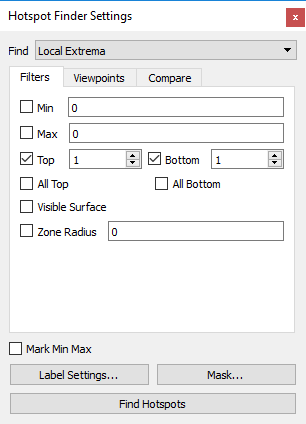 Hotspot Finder Settings x
Find Local Extrema
Filters Viewpoints Compare
Min 0
Max 0
Top 1 Bottom 1
All Top All Bottom
Visible Surface
Zone Radius 0
Mark Min Max
Label Settings... Mask...
Find Hotspots